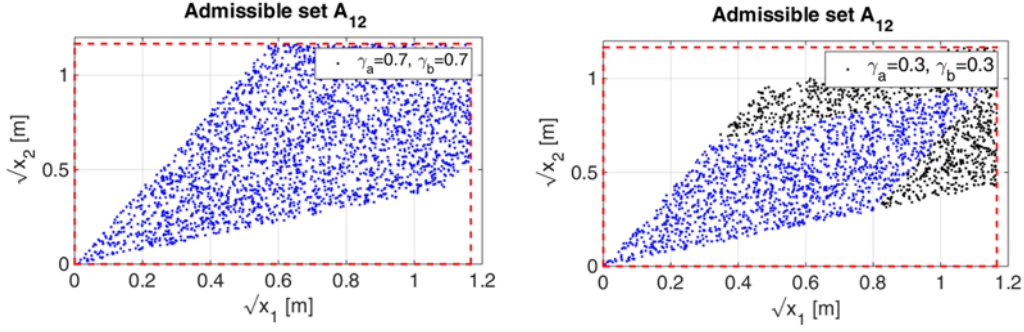 Admissible set A₁₂
γₐ=0.7, γ_b=0.7
1
0.5
0
√x₂ [m]
0
0.2
0.4
0.6
0.8
1
1.2
√x₁ [m]
Admissible set A₁₂
γₐ=0.3, γ_b=0.3
1
0.5
0
√x₂ [m]
0
0.2
0.4
0.6
0.8
1
1.2
√x₁ [m]